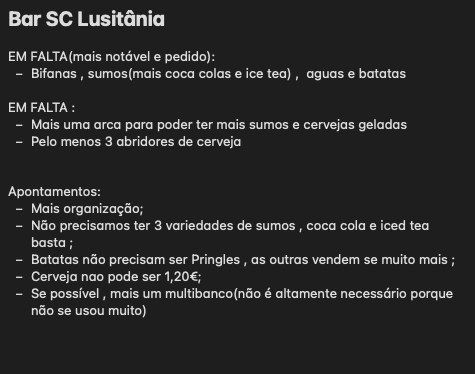 Bar SC Lusitânia
EM FALTA(mais notável e pedido):
– Bifanas , sumos(mais coca colas e ice tea) , aguas e batatas
EM FALTA :
– Mais uma arca para poder ter mais sumos e cervejas geladas
– Pelo menos 3 abridores de cerveja
Apontamentos:
– Mais organização;
– Não precisamos ter 3 variedades de sumos , coca cola e iced tea
basta ;
– Batatas não precisam ser Pringles , as outras vendem se muito mais ;
– Cerveja nao pode ser 1,20€;
– Se possível , mais um multibanco(não é altamente necessário porque
não se usou muito)